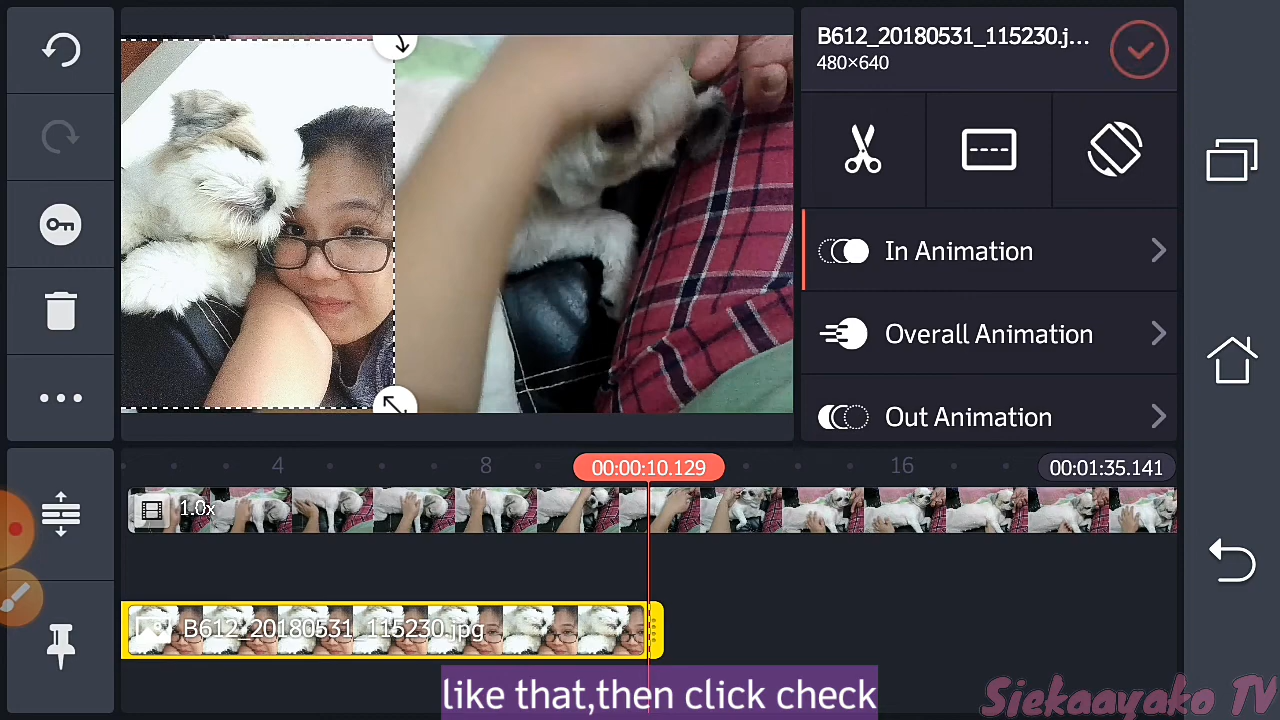 B612_20180531_115230.j...
480×640
In Animation
Overall Animation
Out Animation
4
8
00:00:10.129
16
00:01:35.141
1.0x
B612_20180531_115230.jpg
like that,then click check
Siekaayako TV